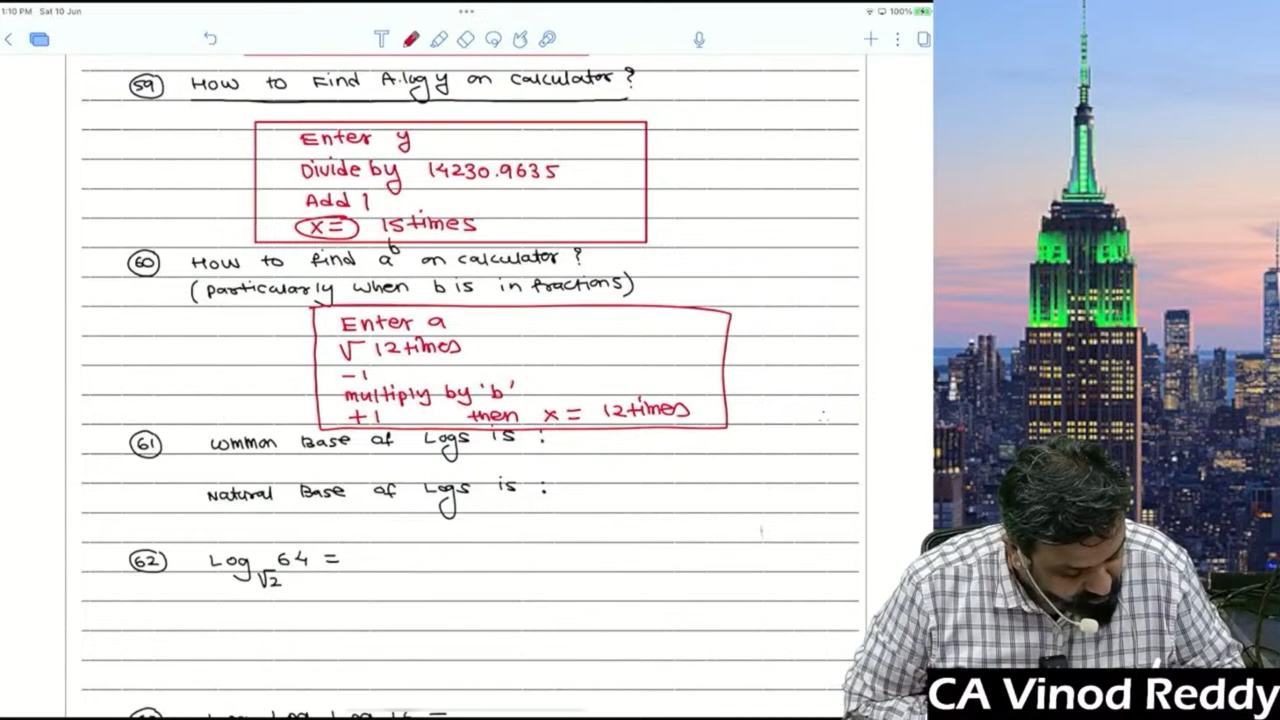 1:10 PM Sat 10 Jun
100%
T
59 How to Find A.log y on calculator?
Enter y
Divide by 14230.9635
Add 1
x= 15 times
60 How to find a^b on calculator?
(particularly when b is in fractions)
Enter a
√ 12 times
-1
multiply by 'b'
+1 then x = 12 times
61 Common Base of Logs is :
Natural Base of Logs is :
62 Log √2 64 =
CA Vinod Reddy